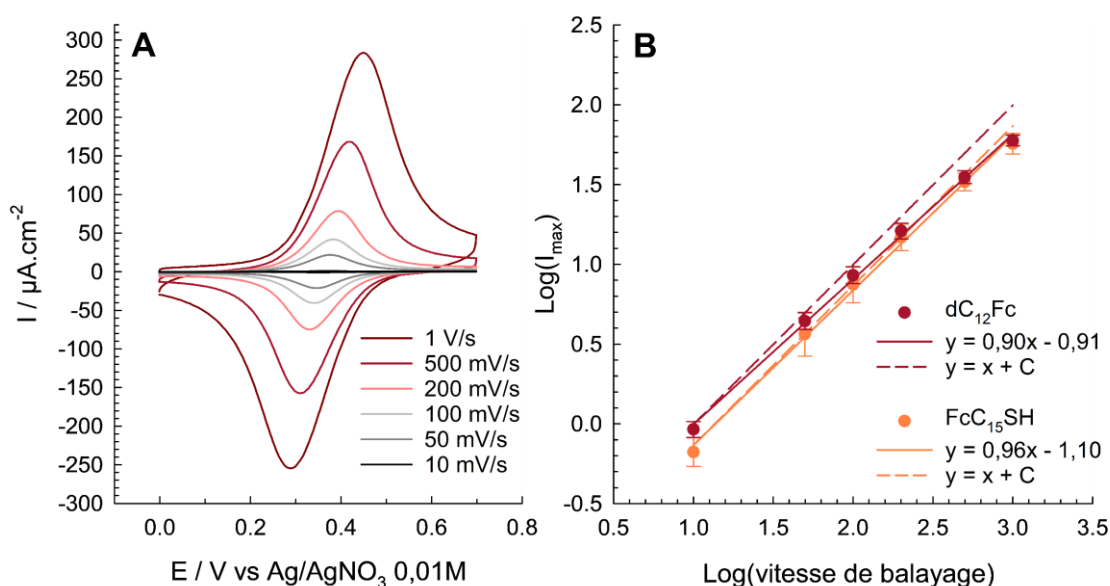 A
300
250
200
150
100
50
0
-50
-100
-150
-200
-250
-300
I / µA.cm⁻²
1 V/s
500 mV/s
200 mV/s
100 mV/s
50 mV/s
10 mV/s
0.0 0.2 0.4 0.6 0.8
E / V vs Ag/AgNO₃ 0,01M
B
2.5
2.0
1.5
1.0
0.5
0.0
-0.5
Log(Iₘₐₓ)
dC₁₂Fc
y = 0,90x - 0,91
y = x + C
FcC₁₅SH
y = 0,96x - 1,10
y = x + C
0.5 1.0 1.5 2.0 2.5 3.0 3.5
Log(vitesse de balayage)